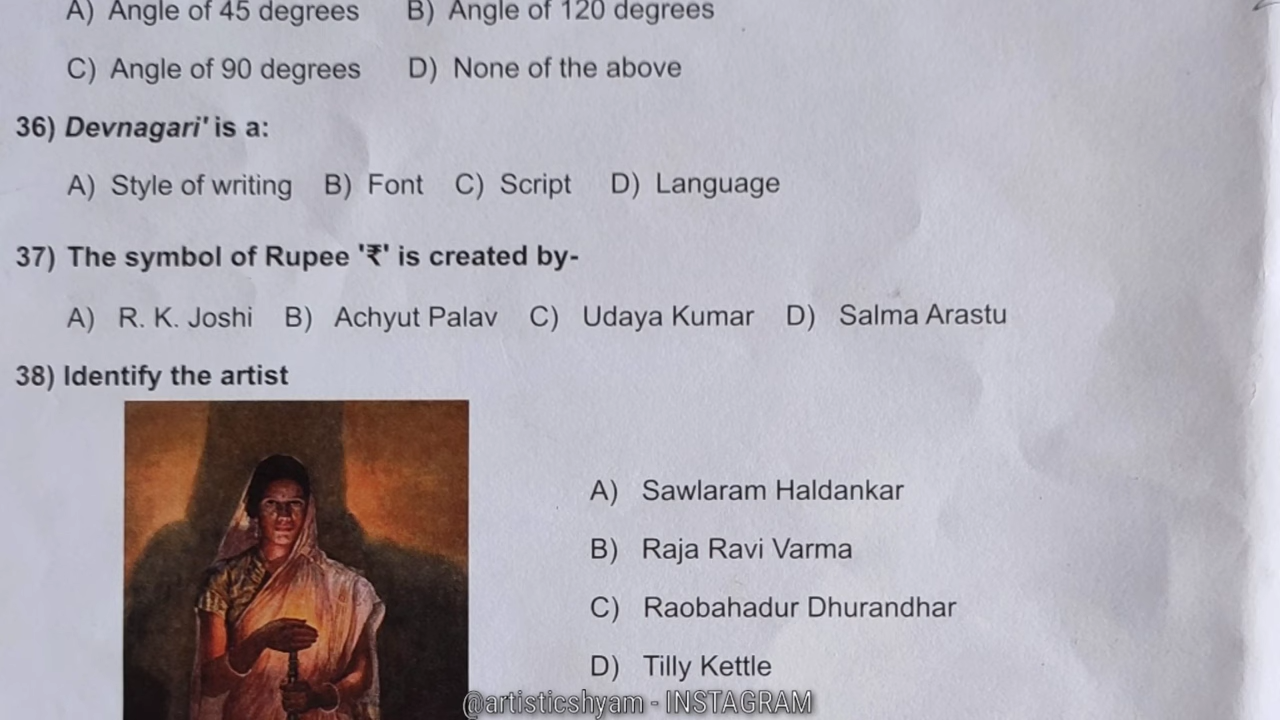 A) Angle of 45 degrees B) Angle of 120 degrees
C) Angle of 90 degrees D) None of the above
36) Devnagari' is a:
A) Style of writing B) Font C) Script D) Language
37) The symbol of Rupee '₹' is created by-
A) R. K. Joshi B) Achyut Palav C) Udaya Kumar D) Salma Arastu
38) Identify the artist
A) Sawlaram Haldankar
B) Raja Ravi Varma
C) Raobahadur Dhurandhar
D) Tilly Kettle
@artisticshyam - INSTAGRAM